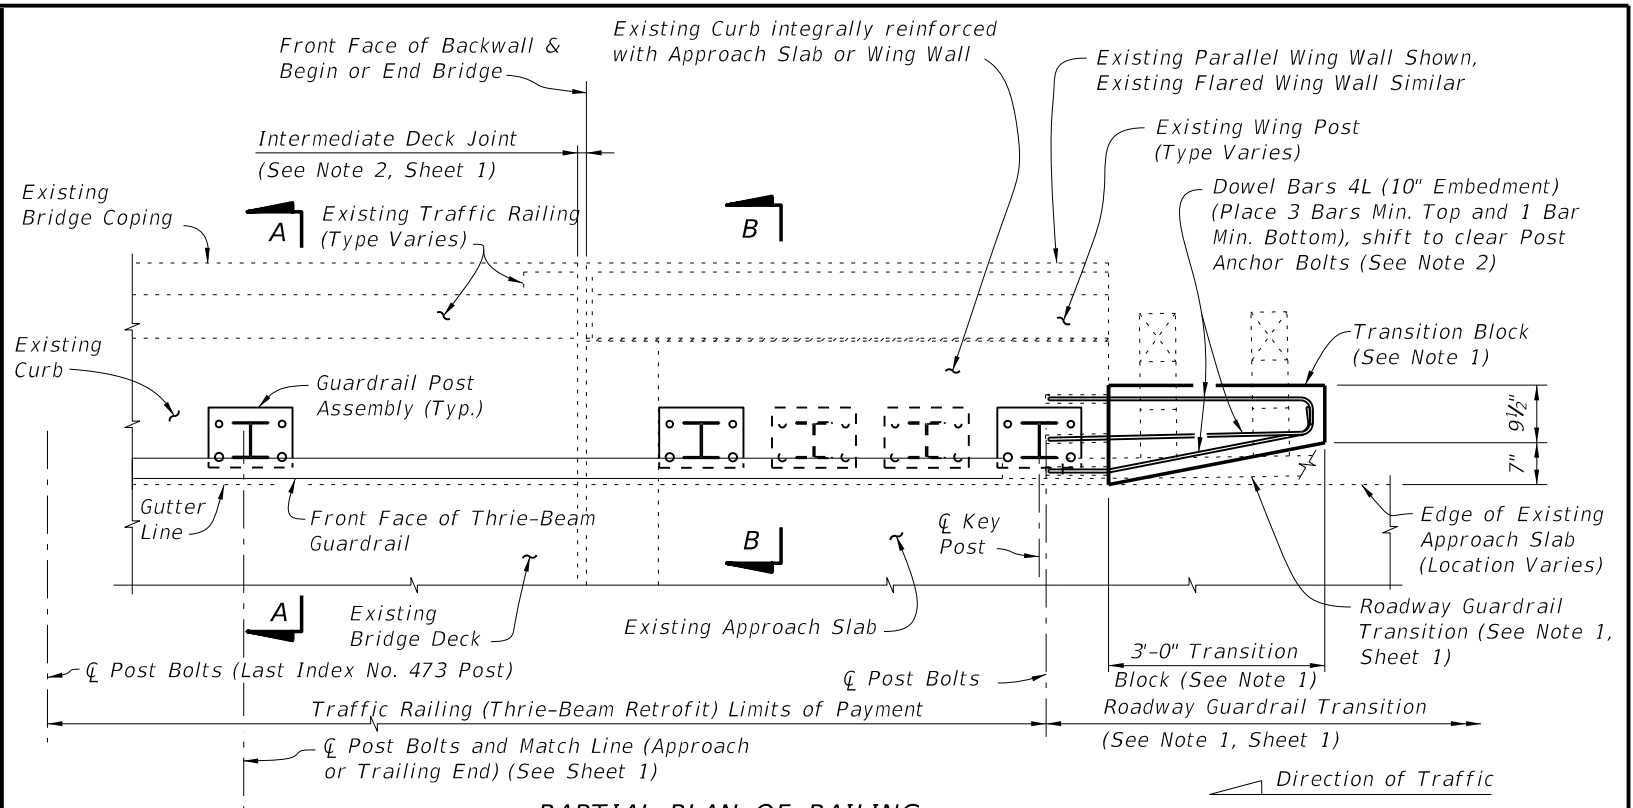 Front Face of Backwall &
Begin or End Bridge
Existing Curb integrally reinforced
with Approach Slab or Wing Wall
Existing Parallel Wing Wall Shown,
Existing Flared Wing Wall Similar
Intermediate Deck Joint
(See Note 2, Sheet 1)
Existing Wing Post
(Type Varies)
Existing
Bridge Coping
A
Existing Traffic Railing
(Type Varies)
B
Dowel Bars 4L (10" Embedment)
(Place 3 Bars Min. Top and 1 Bar
Min. Bottom), shift to clear Post
Anchor Bolts (See Note 2)
Existing
Curb
Guardrail Post
Assembly (Typ.)
Transition Block
(See Note 1)
9½"
7"
Gutter
Line
Front Face of Thrie-Beam
Guardrail
B
℄ Key
Post
Edge of Existing
Approach Slab
(Location Varies)
A
Existing
Bridge Deck
Existing Approach Slab
Roadway Guardrail
Transition (See Note 1,
Sheet 1)
℄ Post Bolts (Last Index No. 473 Post)
℄ Post Bolts
3'-0" Transition
Block (See Note 1)
Traffic Railing (Thrie-Beam Retrofit) Limits of Payment
Roadway Guardrail Transition
(See Note 1, Sheet 1)
℄ Post Bolts and Match Line (Approach
or Trailing End) (See Sheet 1)
Direction of Traffic
PARTIAL PLAN OF RAILING